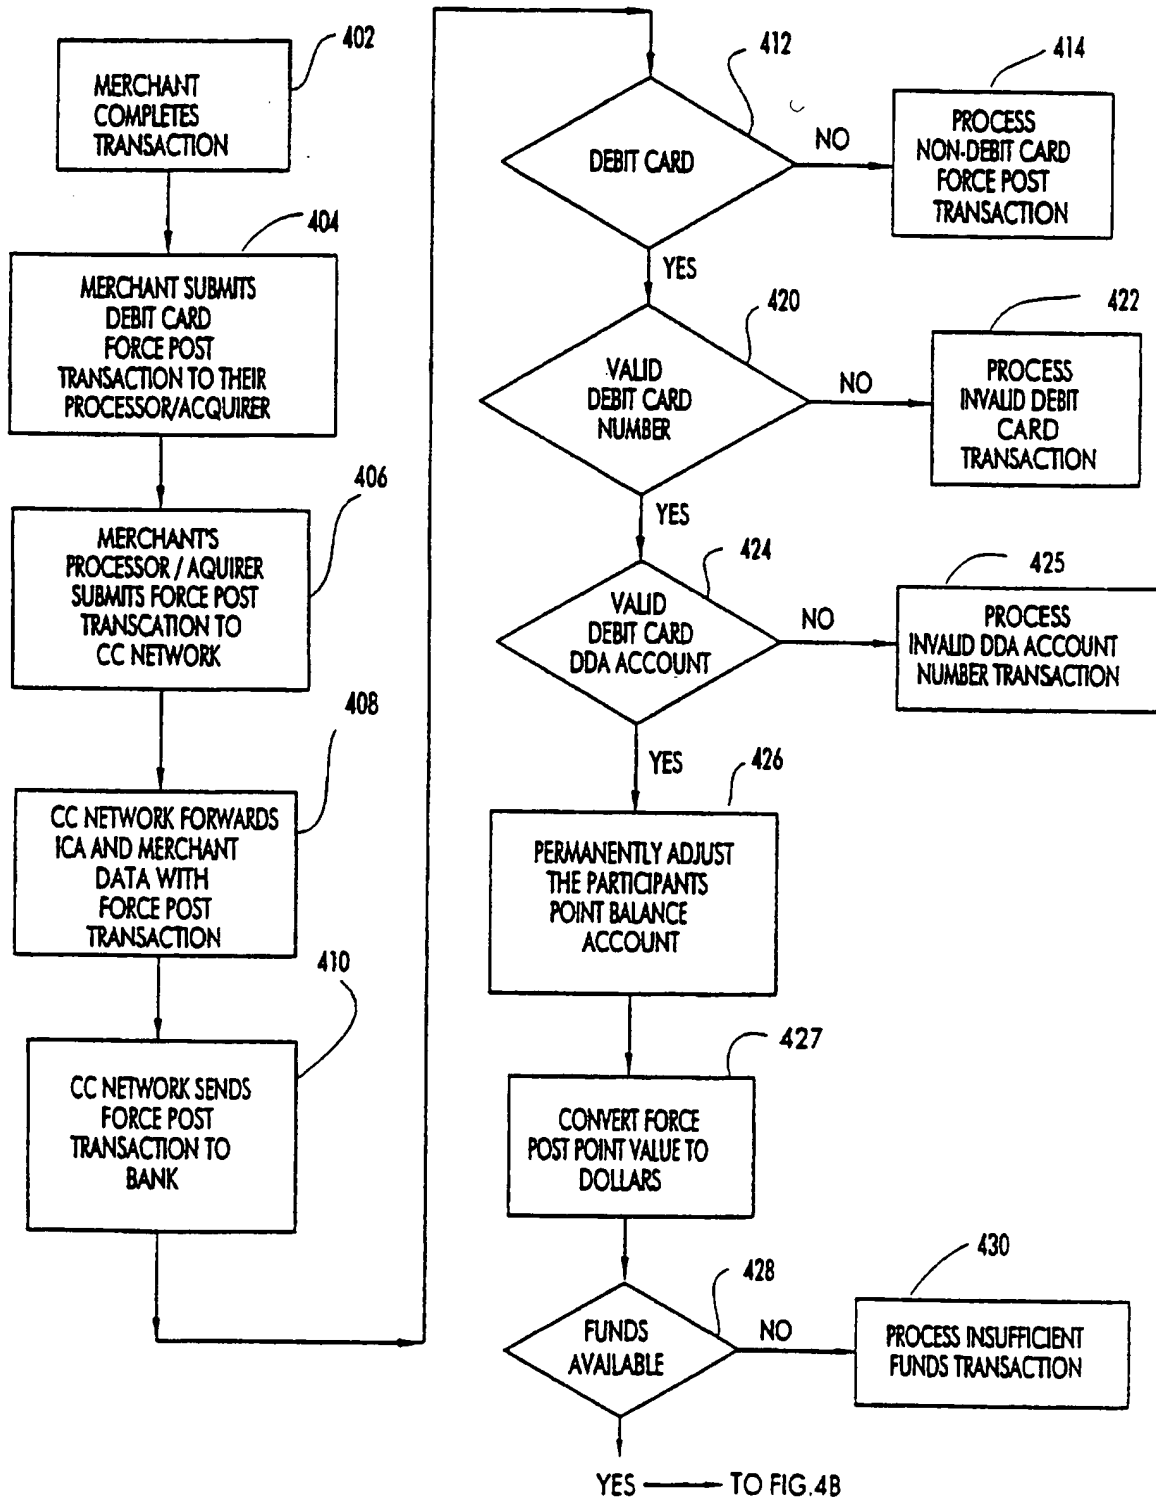 402
MERCHANT
COMPLETES
TRANSACTION
404
MERCHANT SUBMITS
DEBIT CARD
FORCE POST
TRANSACTION TO THEIR
PROCESSOR/ACQUIRER
406
MERCHANT'S
PROCESSOR / AQUIRER
SUBMITS FORCE POST
TRANSCATION TO
CC NETWORK
408
CC NETWORK FORWARDS
ICA AND MERCHANT
DATA WITH
FORCE POST
TRANSACTION
410
CC NETWORK SENDS
FORCE POST
TRANSACTION TO
BANK
412
DEBIT CARD
NO
414
PROCESS
NON-DEBIT CARD
FORCE POST
TRANSACTION
YES
420
VALID
DEBIT CARD
NUMBER
NO
422
PROCESS
INVALID DEBIT
CARD
TRANSACTION
YES
424
VALID
DEBIT CARD
DDA ACCOUNT
NO
425
PROCESS
INVALID DDA ACCOUNT
NUMBER TRANSACTION
YES
426
PERMANENTLY ADJUST
THE PARTICIPANTS
POINT BALANCE
ACCOUNT
427
CONVERT FORCE
POST POINT VALUE TO
DOLLARS
428
FUNDS
AVAILABLE
NO
430
PROCESS INSUFFICIENT
FUNDS TRANSACTION
YES TO FIG.4B